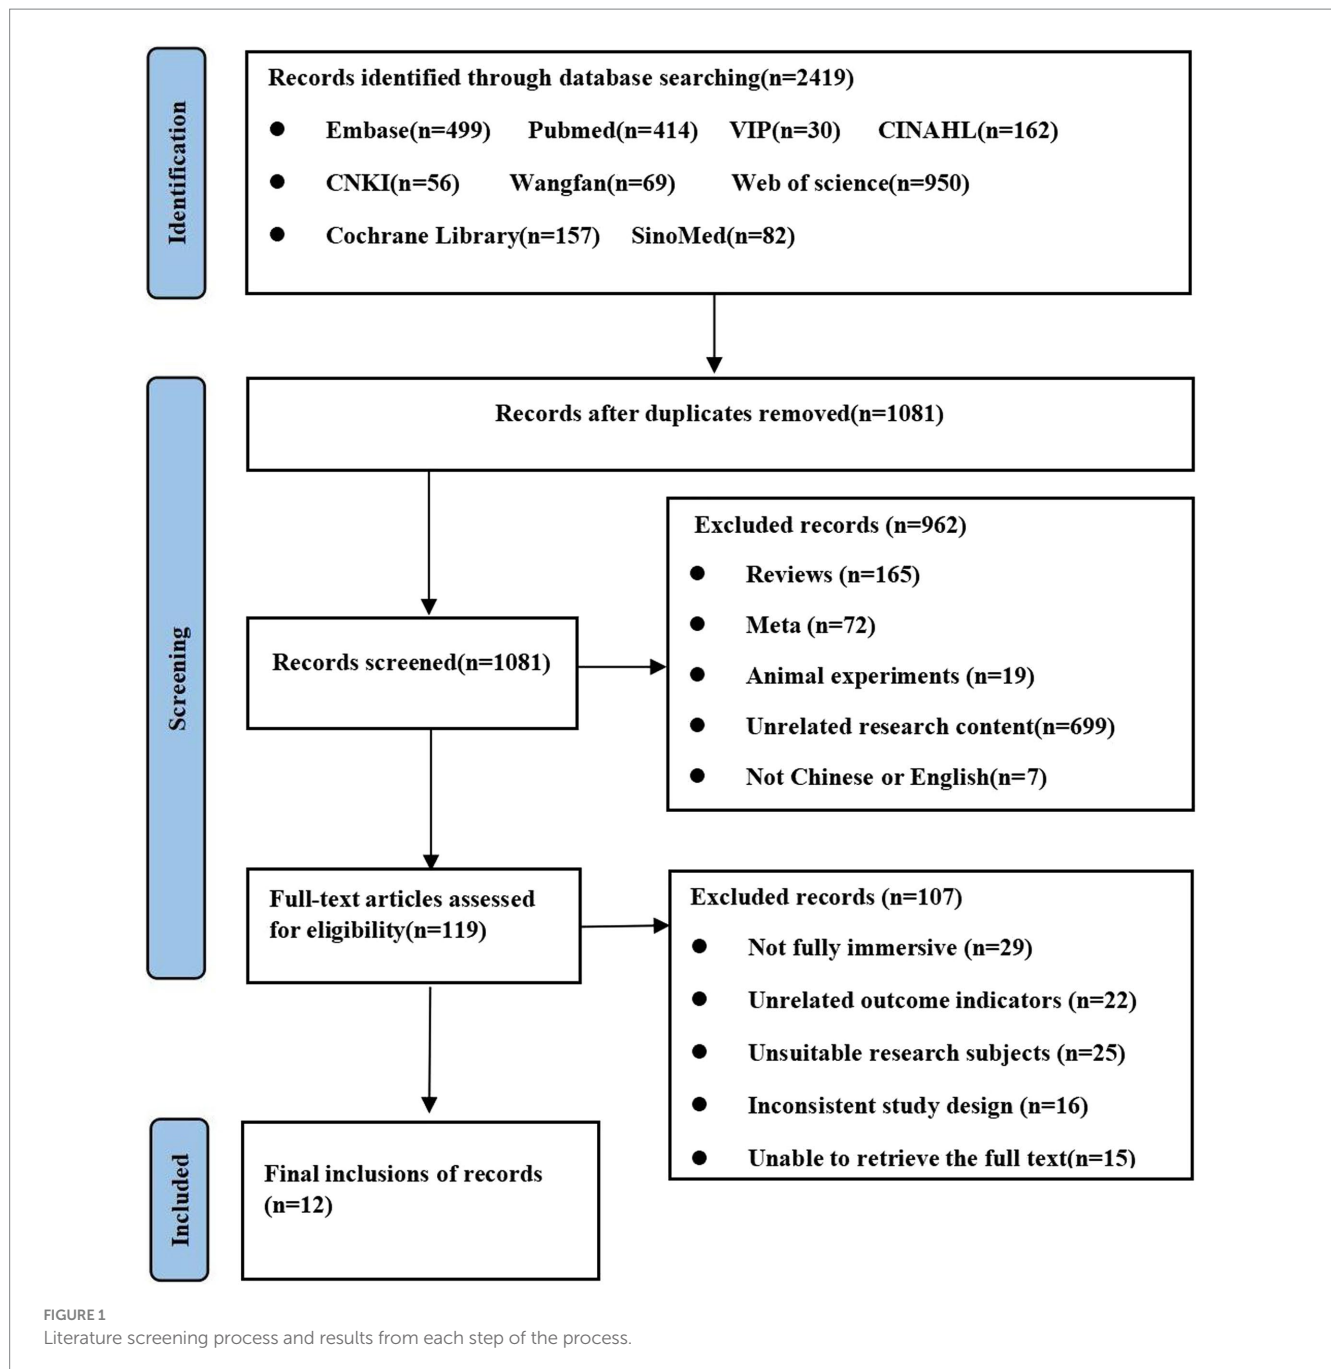 Identification
Records identified through database searching(n=2419)
● Embase(n=499) Pubmed(n=414) VIP(n=30) CINAHL(n=162)
● CNKI(n=56) Wangfan(n=69) Web of science(n=950)
● Cochrane Library(n=157) SinoMed(n=82)
Screening
Records after duplicates removed(n=1081)
Records screened(n=1081)
Excluded records (n=962)
● Reviews (n=165)
● Meta (n=72)
● Animal experiments (n=19)
● Unrelated research content(n=699)
● Not Chinese or English(n=7)
Full-text articles assessed
for eligibility(n=119)
Excluded records (n=107)
● Not fully immersive (n=29)
● Unrelated outcome indicators (n=22)
● Unsuitable research subjects (n=25)
● Inconsistent study design (n=16)
● Unable to retrieve the full text(n=15)
Included
Final inclusions of records
(n=12)
FIGURE 1
Literature screening process and results from each step of the process.